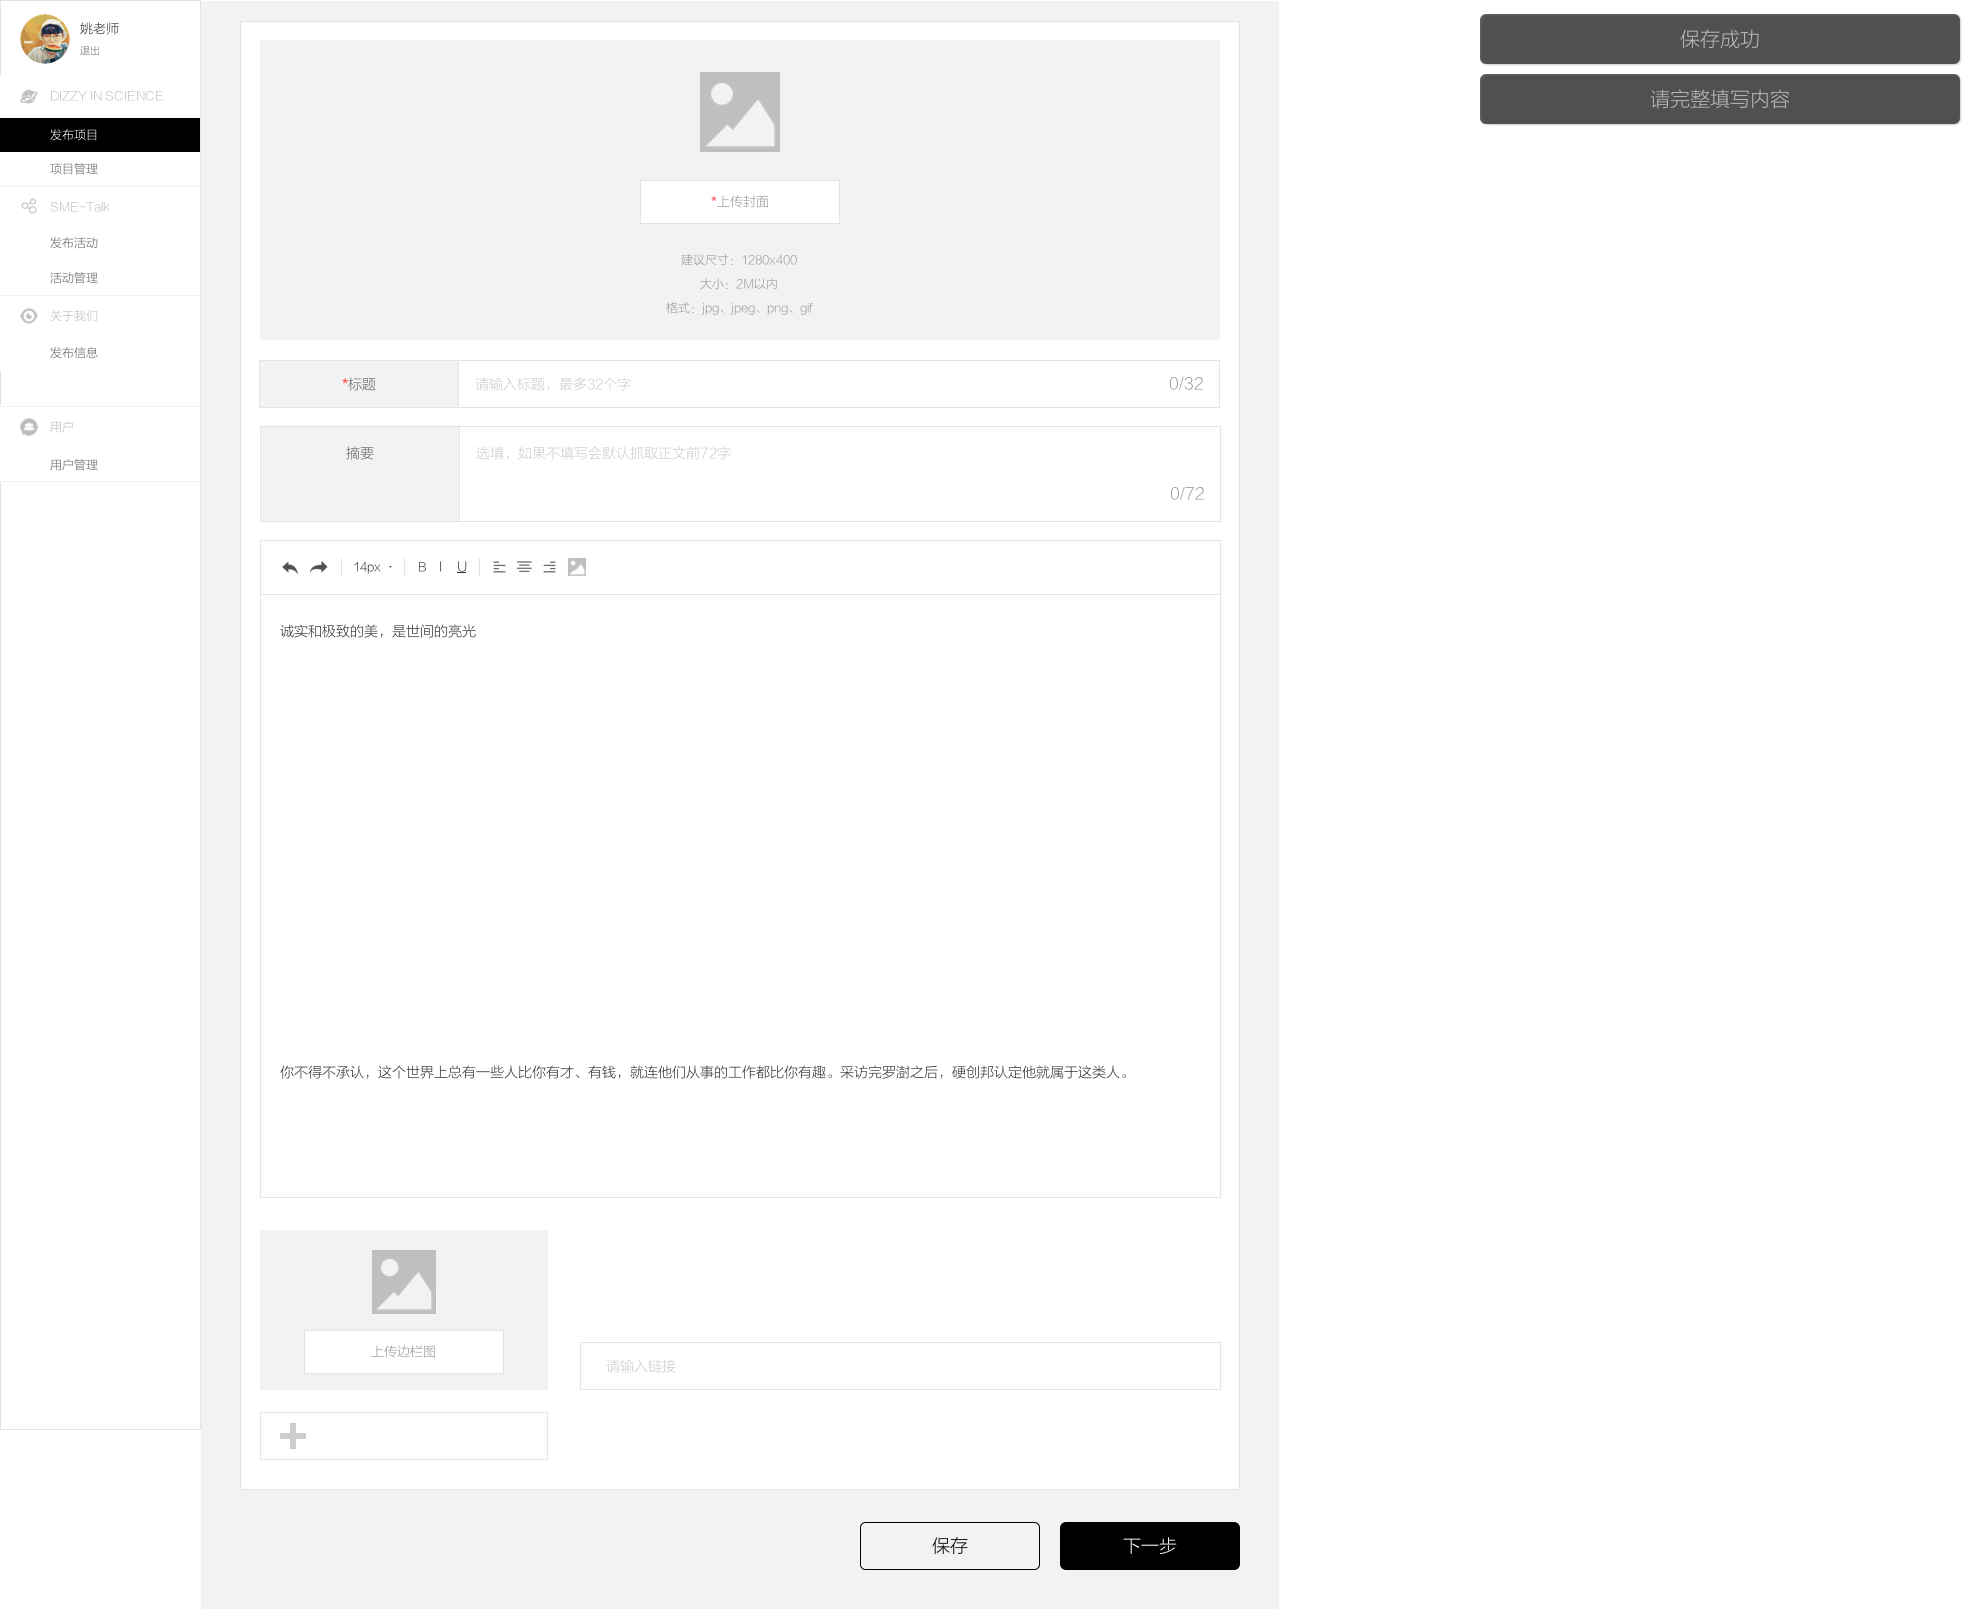 姚老师
退出
DIZZY IN SCIENCE
发布项目
项目管理
SME-Talk
发布活动
活动管理
关于我们
发布信息
用户
用户管理
*上传封面
建议尺寸：1280x400
大小：2M以内
格式：jpg、jpeg、png、gif
*标题
请输入标题，最多32个字
0/32
摘要
选填，如果不填写会默认抓取正文前72字
0/72
14px
B I U
诚实和极致的美，是世间的亮光
你不得不承认，这个世界上总有一些人比你有才、有钱，就连他们从事的工作都比你有趣。采访完罗澍之后，硬创邦认定他就属于这类人。
上传边栏图
请输入链接
保存
下一步
保存成功
请完整填写内容